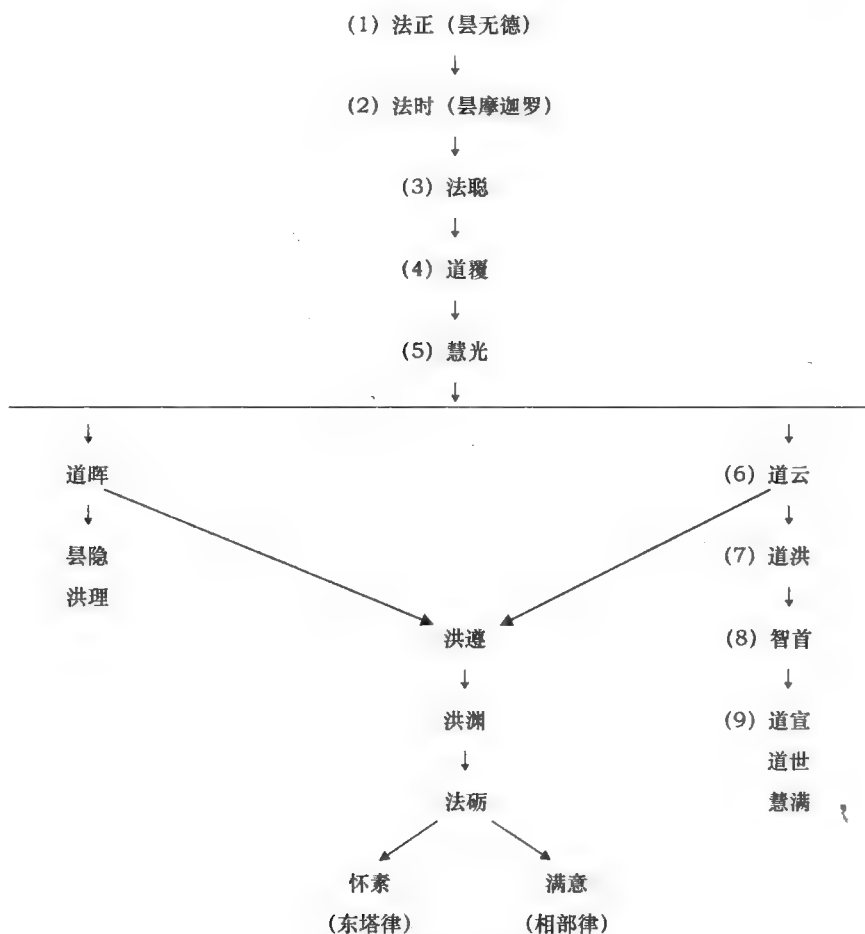 (1) 法正 (昙无德)
↓
(2) 法时 (昙摩迦罗)
↓
(3) 法聪
↓
(4) 道覆
↓
(5) 慧光
↓
↓ ↓
道晖 (6) 道云
↓ ↓
昙隐 (7) 道洪
洪理 ↓
洪遵 (8) 智首
↓ ↓
洪渊 (9) 道宣
↓ 道世
法砺 慧满
怀素 满意
(东塔律) (相部律)